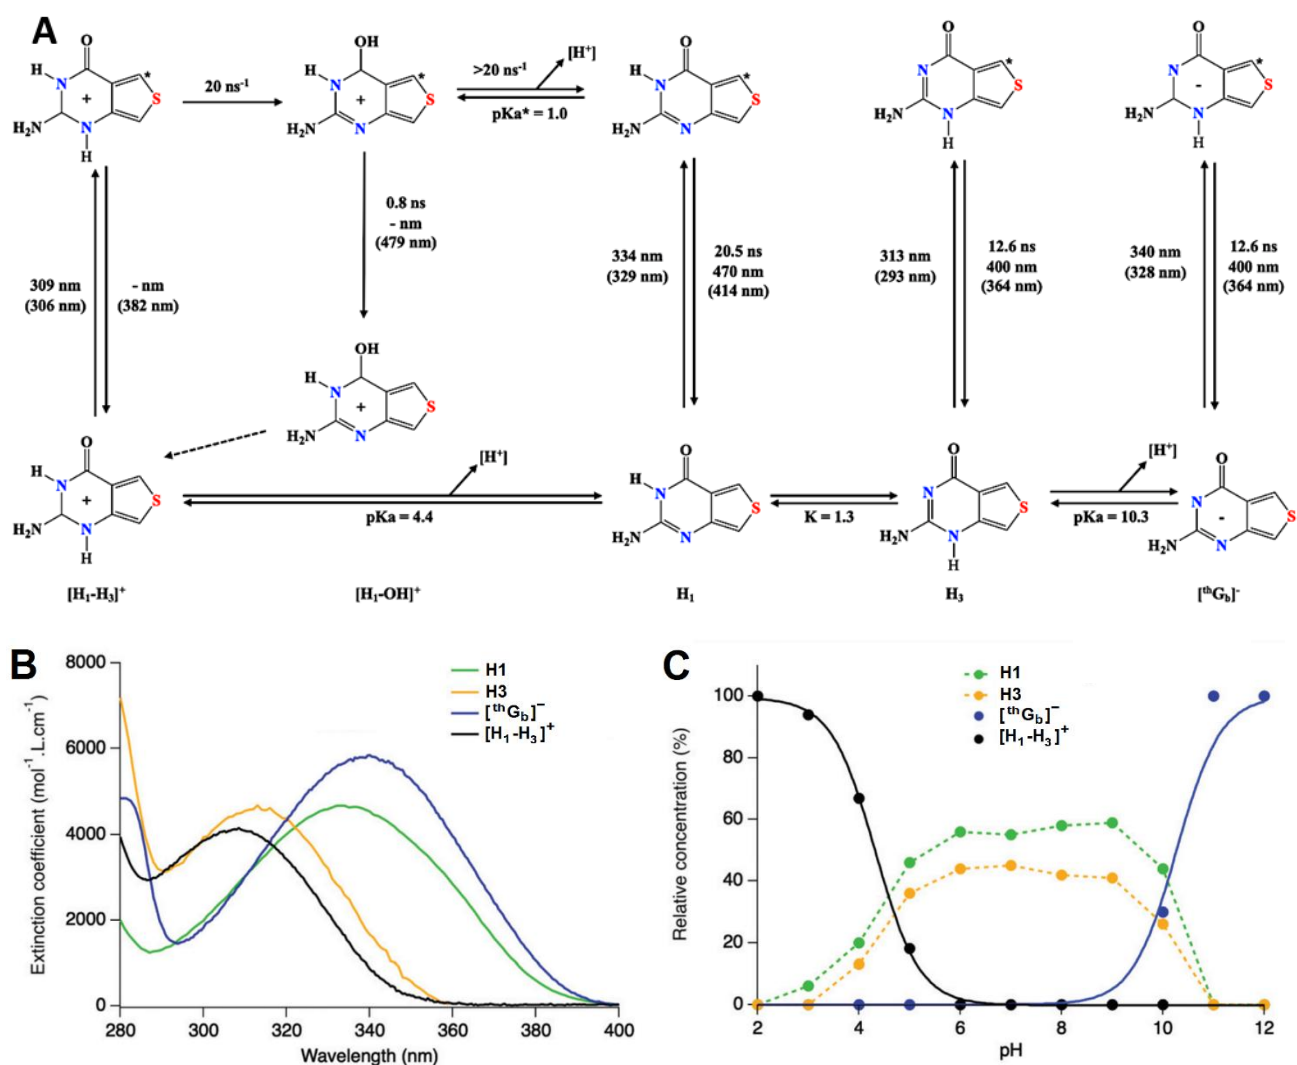 A
O
H
N
+
H₂N
N
H
*
S
20 ns⁻¹
OH
H
N
+
H₂N
N
*
S
>20 ns⁻¹
[H⁺]
pKa* = 1.0
O
H
N
H₂N
N
*
S
O
N
H₂N
N
H
*
S
O
N
-
H₂N
N
H
*
S
309 nm
(306 nm)
- nm
(382 nm)
0.8 ns
- nm
(479 nm)
334 nm
(329 nm)
20.5 ns
470 nm
(414 nm)
313 nm
(293 nm)
12.6 ns
400 nm
(364 nm)
340 nm
(328 nm)
12.6 ns
400 nm
(364 nm)
OH
H
N
+
H₂N
N
S
O
H
N
+
H₂N
N
H
S
[H⁺]
pKa = 4.4
O
H
N
H₂N
N
S
K = 1.3
O
N
H₂N
N
H
S
[H⁺]
pKa = 10.3
O
N
-
H₂N
N
S
[H₁-H₃]⁺
[H₁-OH]⁺
H₁
H₃
[ᵗʰG_b]⁻
B
Extinction coefficient (mol⁻¹.L.cm⁻¹)
8000
6000
4000
2000
0
280
300
320
340
360
380
400
Wavelength (nm)
H1
H3
[ᵗʰG_b]⁻
[H₁-H₃]⁺
C
Relative concentration (%)
100
80
60
40
20
0
2
4
6
8
10
12
pH
H1
H3
[ᵗʰG_b]⁻
[H₁-H₃]⁺